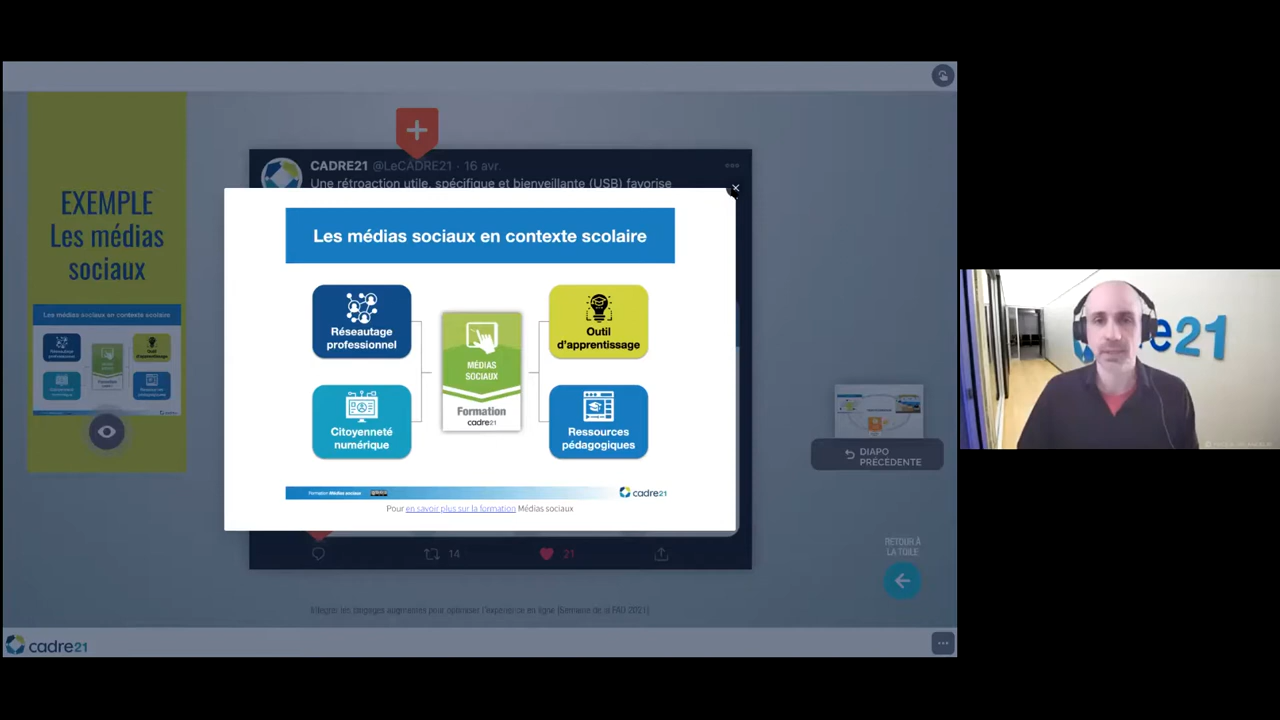 EXEMPLE
Les médias
sociaux
Les médias sociaux en contexte scolaire
CADRE21 @LeCADRE21 · 16 avr.
Une rétroaction utile, spécifique et bienveillante (USB) favorise
Les médias sociaux en contexte scolaire
Réseautage
professionnel
Outil
d'apprentissage
MÉDIAS
SOCIAUX
Formation
cadre21
Citoyenneté
numérique
Ressources
pédagogiques
Formation Médias sociaux
cadre21
Pour en savoir plus sur la formation Médias sociaux
14
21
DIAPO
PRÉCÉDENTE
RETOUR À
LA TOILE
cadre21
e21